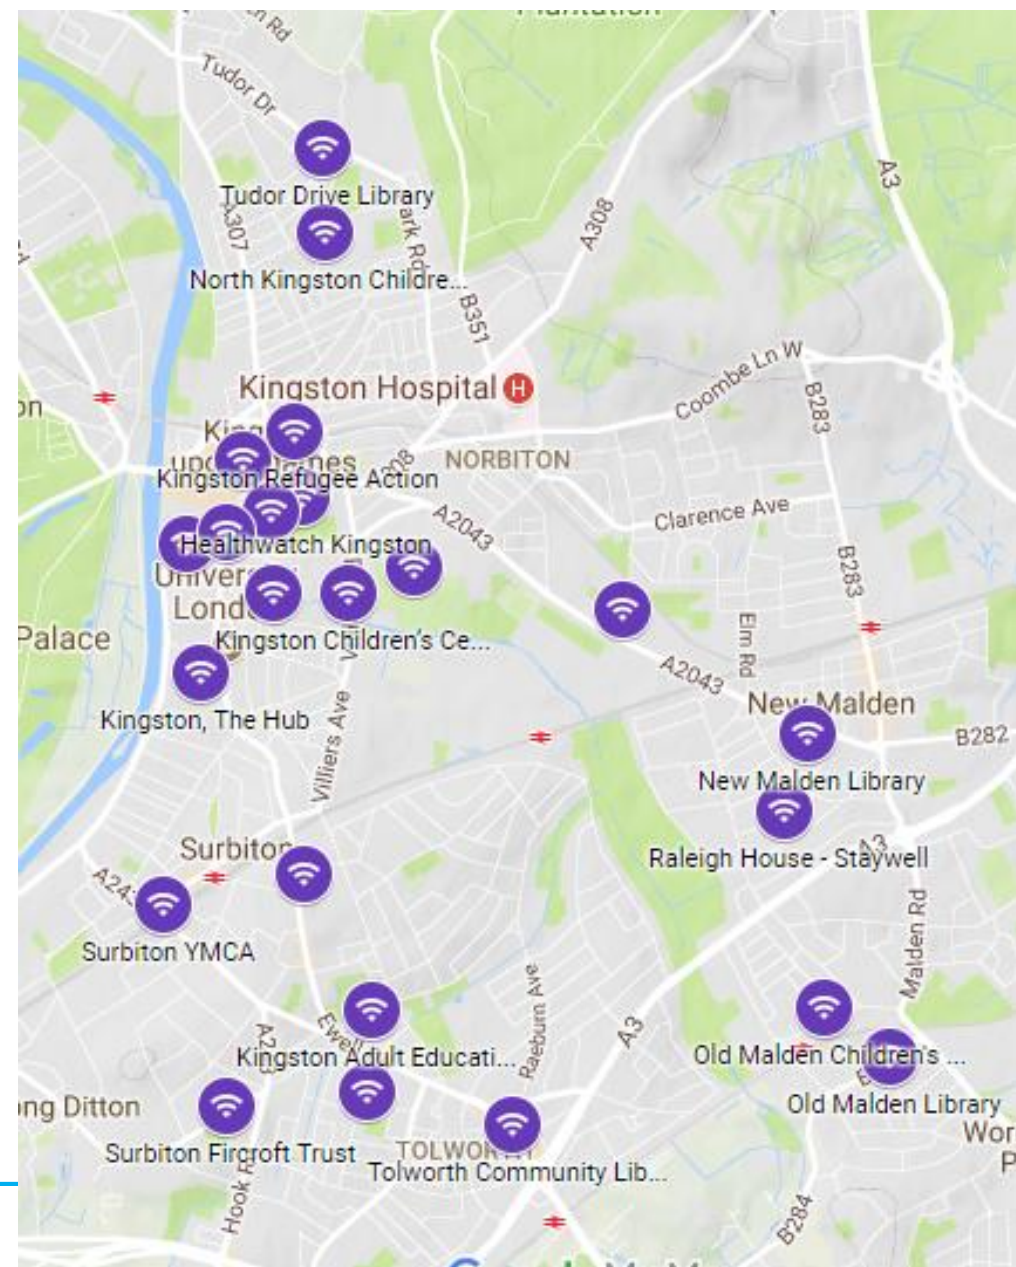 Tudor Dr
Tudor Drive Library
A307
A308
A3
North Kingston Childre...
B351
Kingston Hospital
H
Coombe Ln W
B283
NORBITON
Kingston Refugee Action
Clarence Ave
A2043
Healthwatch Kingston
B283
Palace
Kingston Children's Ce...
Elm Rd
A2043
New Malden
Kingston, The Hub
B282
Villiers Ave
New Malden Library
Surbiton
Raleigh House - Staywell
A3
Surbiton YMCA
Malden Rd
Raeburn Ave
A3
Kingston Adult Educati...
Old Malden Children's ...
Old Malden Library
Surbiton Fircroft Trust
Tolworth Community Lib...
B284